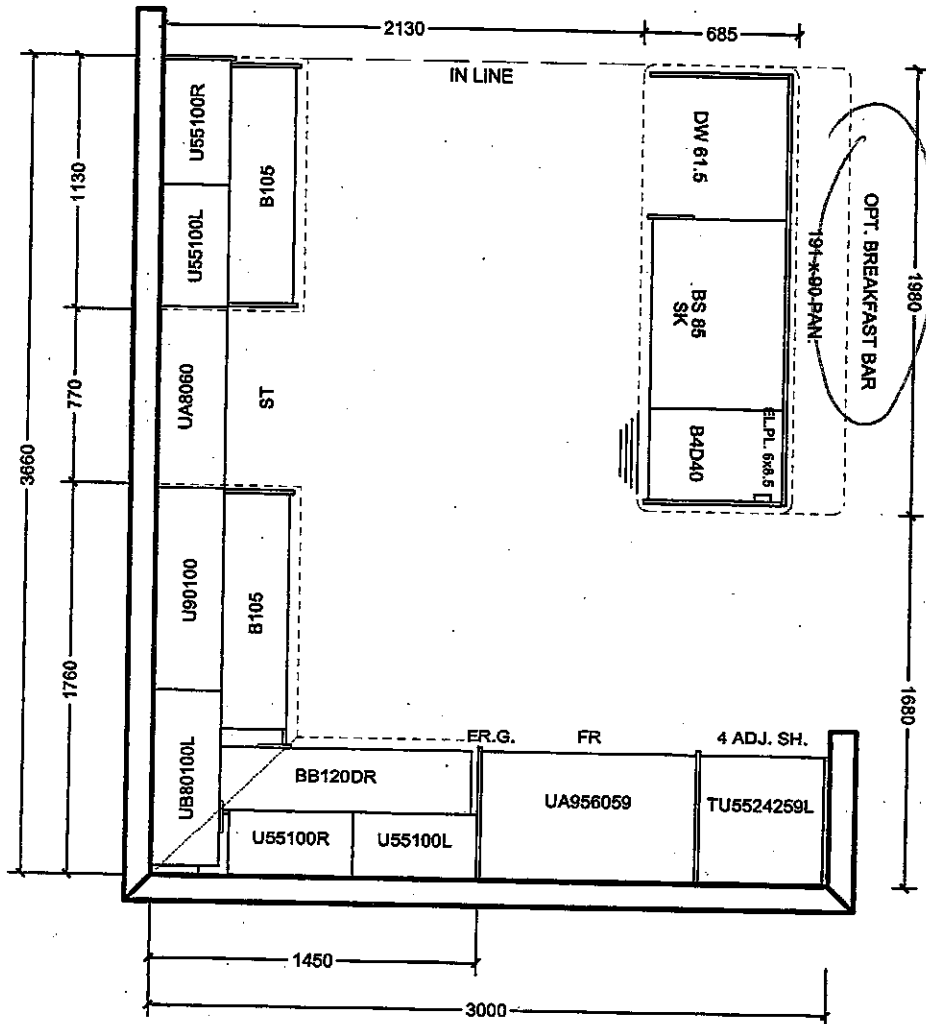 2130
685
IN LINE
U55100R
B105
U55100L
1130
DW 61.5
OPT. BREAKFAST BAR
191 x 90 PAN.
1980
BS 85
SK
770
3660
UA8060
ST
B4D40
EL.PL. 6x8.5
U90100
B105
1760
1680
UB80100L
BB120DR
ER.G.
FR
4 ADJ. SH.
U55100R
U55100L
UA956059
TU5524259L
1450
3000